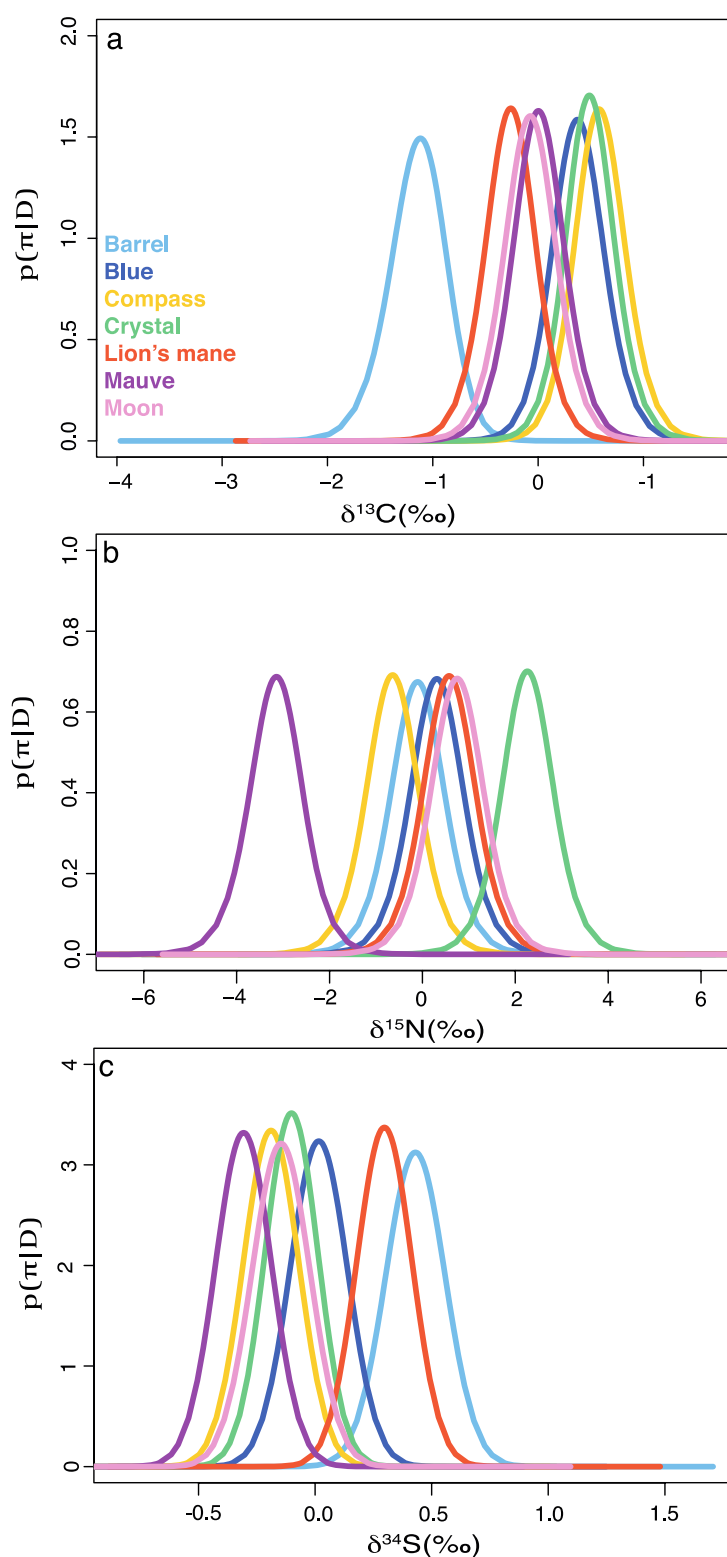 a
2.0
1.5
1.0
0.5
0.0
p(π|D)
Barrel
Blue
Compass
Crystal
Lion's mane
Mauve
Moon
−4 −3 −2 −1 0 −1
δ¹³C(‰)
b
1.0
0.8
0.6
0.4
0.2
0.0
p(π|D)
−6 −4 −2 0 2 4 6
δ¹⁵N(‰)
c
4
3
2
1
0
p(π|D)
-0.5 0.0 0.5 1.0 1.5
δ³⁴S(‰)